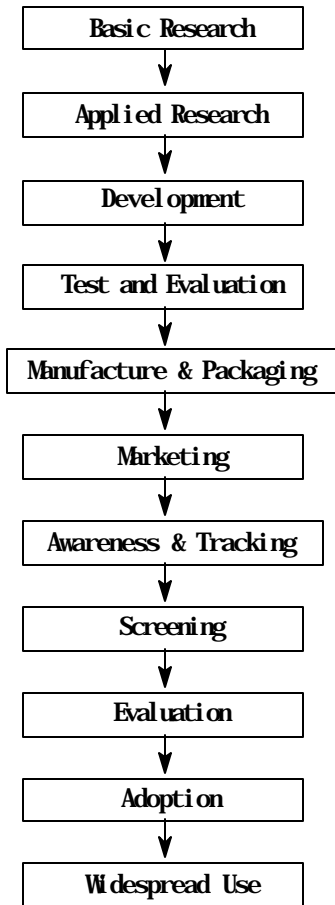 Basic Research
Applied Research
Development
Test and Evaluation
Manufacture & Packaging
Marketing
Awareness & Tracking
Screening
Evaluation
Adoption
Widespread Use